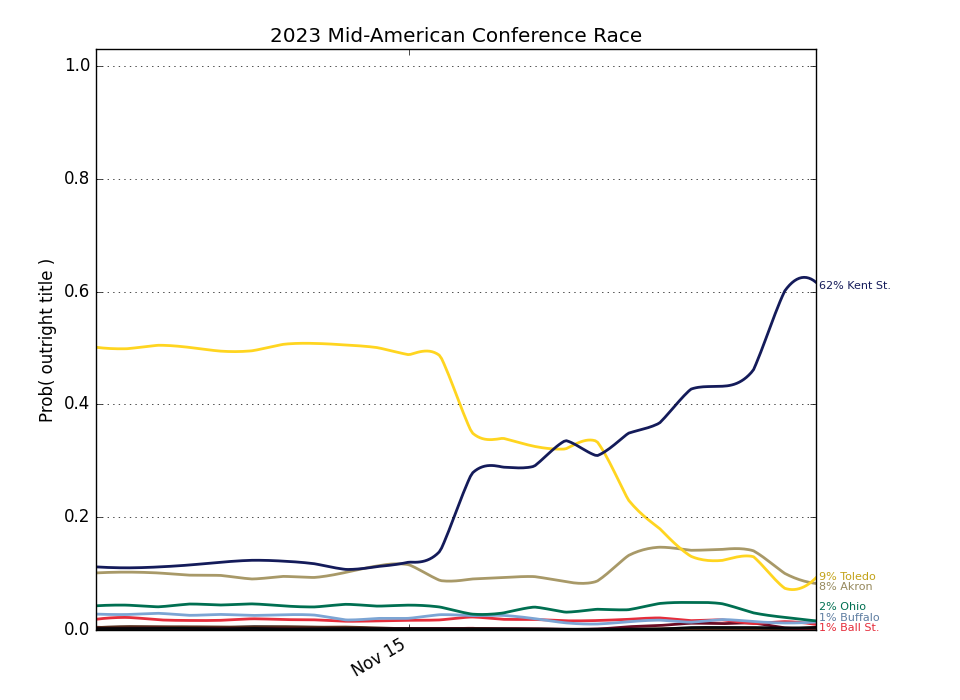 2023 Mid-American Conference Race
1.0
0.8
0.6
0.4
0.2
0.0
Prob( outright title )
Nov 15
62% Kent St.
9% Toledo
8% Akron
2% Ohio
1% Buffalo
1% Ball St.